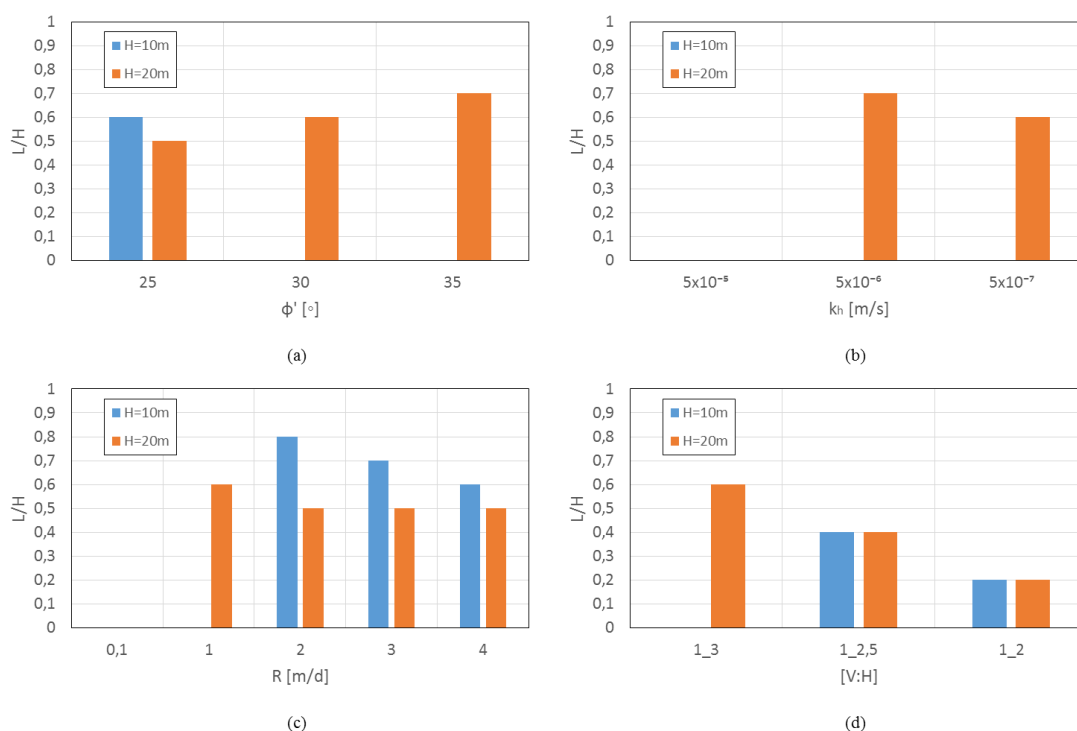 1
0,9
0,8
0,7
0,6
0,5
0,4
0,3
0,2
0,1
0
L/H
H=10m
H=20m
25 30 35
ϕ' [◦]
(a)
1
0,9
0,8
0,7
0,6
0,5
0,4
0,3
0,2
0,1
0
L/H
H=10m
H=20m
5x10⁻⁵ 5x10⁻⁶ 5x10⁻⁷
kₕ [m/s]
(b)
1
0,9
0,8
0,7
0,6
0,5
0,4
0,3
0,2
0,1
0
L/H
H=10m
H=20m
0,1 1 2 3 4
R [m/d]
(c)
1
0,9
0,8
0,7
0,6
0,5
0,4
0,3
0,2
0,1
0
L/H
H=10m
H=20m
1_3 1_2,5 1_2
[V:H]
(d)